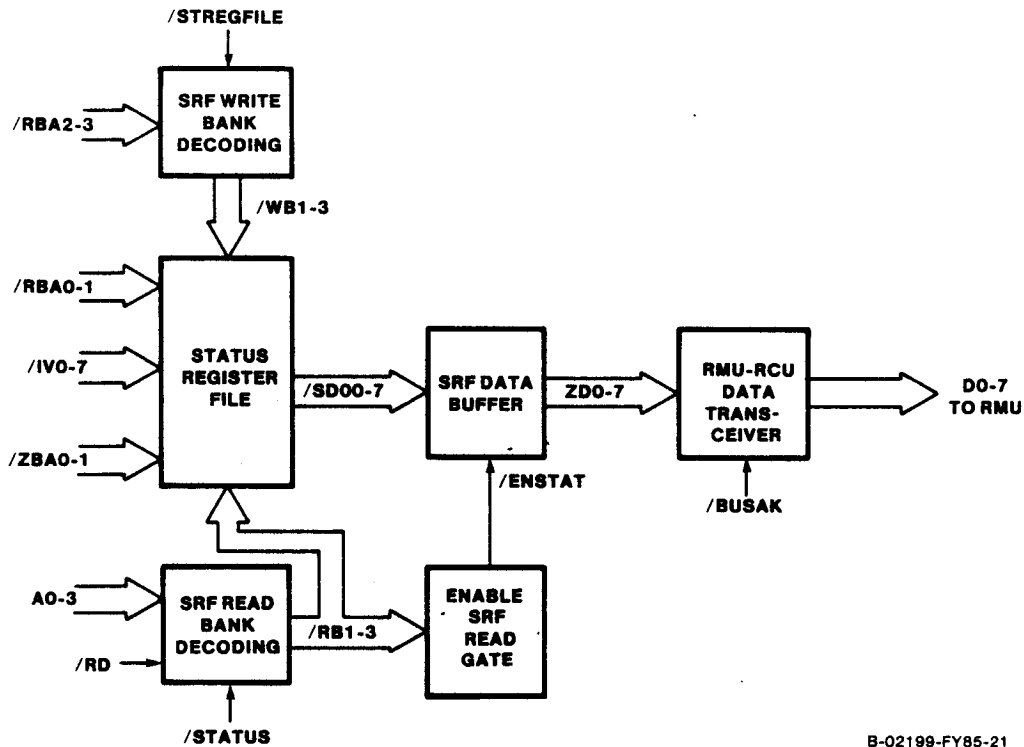 /STREGFILE
/RBA2-3
SRF WRITE
BANK
DECODING
/WB1-3
/RBA0-1
/IV0-7
/ZBA0-1
STATUS
REGISTER
FILE
/SD00-7
SRF DATA
BUFFER
ZD0-7
RMU-RCU
DATA
TRANS-
CEIVER
D0-7
TO RMU
/ENSTAT
/BUSAK
A0-3
/RD
SRF READ
BANK
DECODING
/RB1-3
ENABLE
SRF
READ
GATE
/STATUS
B-02199-FY85-21